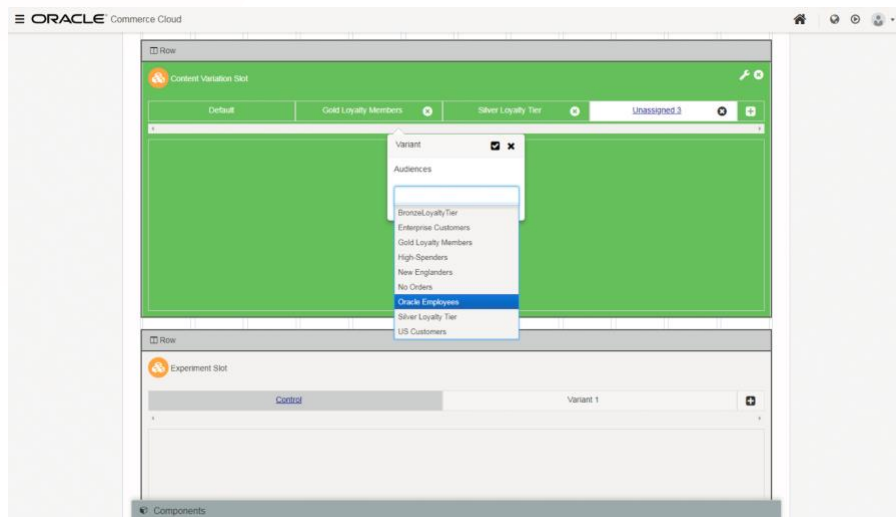 ORACLE® Commerce Cloud
Row
Content Variation Slot
Default Gold Loyalty Members Silver Loyalty Tier Unassigned 3
Variant
Audiences
BronzeLoyaltyTier
Enterprise Customers
Gold Loyalty Members
High-Spenders
New Englanders
No Orders
Oracle Employees
Silver Loyalty Tier
US Customers
Row
Experiment Slot
Control Variant 1
Components